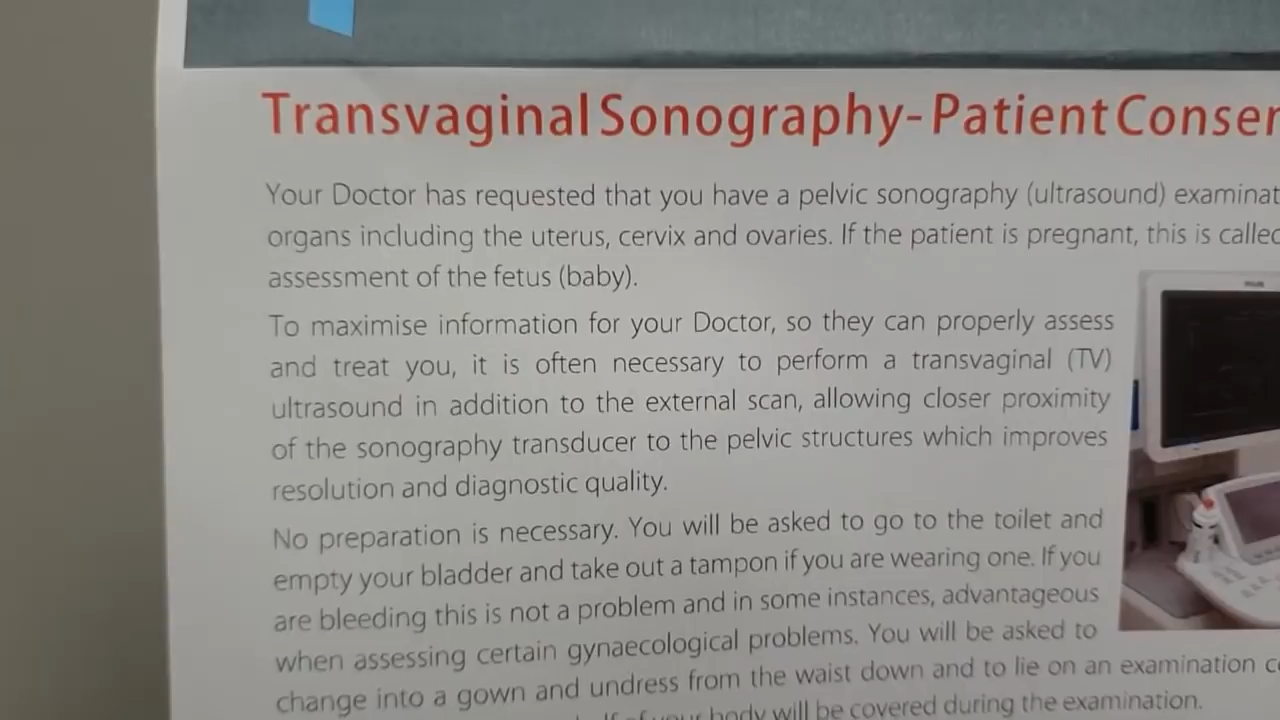 Transvaginal Sonography - Patient
Your Doctor has requested that you have a pelvic sonography (ultrasound)
organs including the uterus, cervix and ovaries. If the patient is pregnant, this is called
assessment of the fetus (baby).
To maximise information for your Doctor, so they can properly assess
and treat you, it is often necessary to perform a transvaginal (TV)
ultrasound in addition to the external scan, allowing closer proximity
of the sonography transducer to the pelvic structures which improves
resolution and diagnostic quality.
No preparation is necessary. You will be asked to go to the toilet and
empty your bladder and take out a tampon if you are wearing one. If you
are bleeding this is not a problem and in some instances, advantageous
when assessing certain gynaecological problems. You will be asked to
change into a gown and undress from the waist down and to lie on an examination
of your body will be covered during the examination.